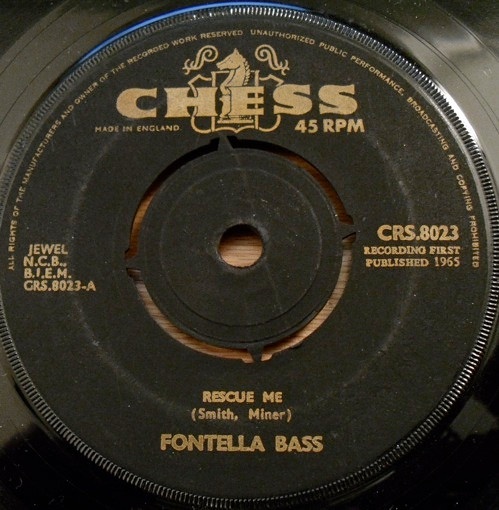 ALL RIGHTS OF THE MANUFACTURERS AND OWNER OF THE RECORDED WORK RESERVED UNAUTHORIZED PUBLIC PERFORMANCE, BROADCASTING AND COPYING PROHIBITED
CHESS
MADE IN ENGLAND
45 RPM
JEWEL
N.C.B.,
B.I.E.M.
CRS.8023-A
CRS.8023
RECORDING FIRST
PUBLISHED 1965
RESCUE ME
(Smith, Miner)
FONTELLA BASS